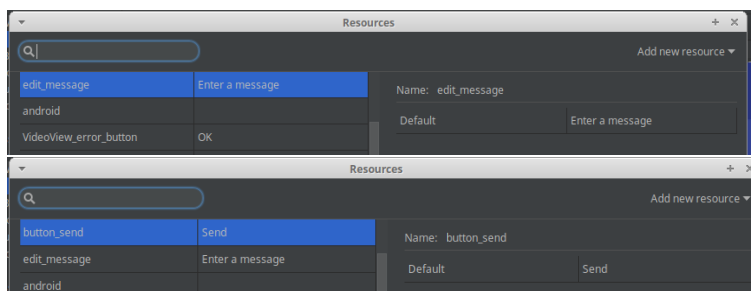 Resources
Add new resource
edit_message Enter a message
Name: edit_message
android
Default Enter a message
VideoView_error_button OK
Resources
Add new resource
button_send Send
Name: button_send
edit_message Enter a message
Default Send
android